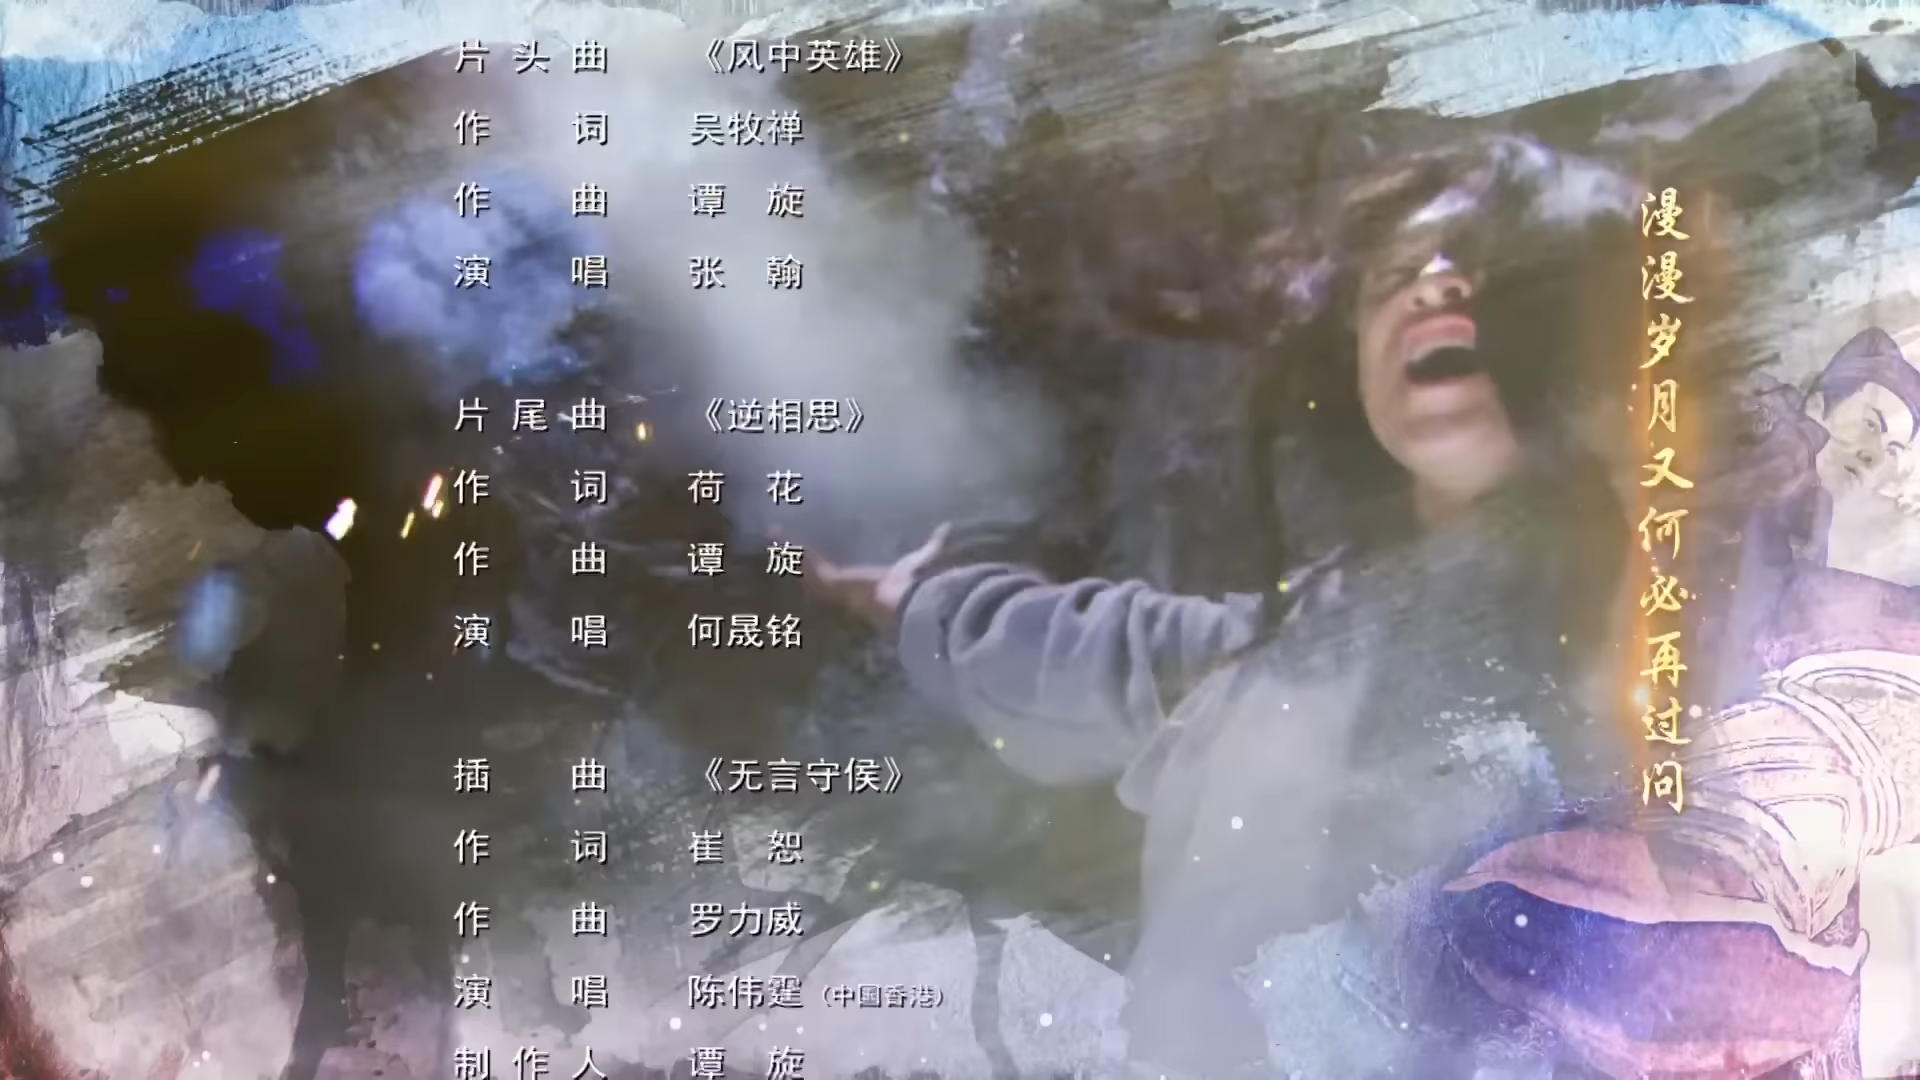 片头曲 《风中英雄》
作词 吴牧禅
作曲 谭旋
演唱 张翰
片尾曲 《逆相思》
作词 荷花
作曲 谭旋
演唱 何晟铭
插曲 《无言守侯》
作词 崔恕
作曲 罗力威
演唱 陈伟霆（中国香港）
制作人 谭旋
漫漫岁月又何必再过问